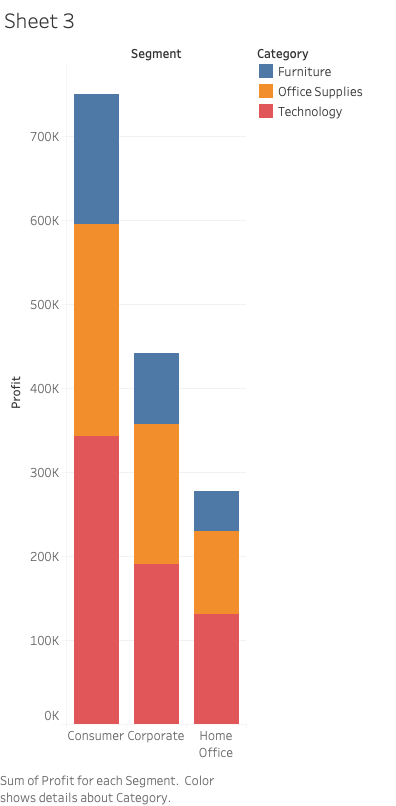 Sheet 3
Segment
Category
Furniture
Office Supplies
Technology
700K
600K
500K
400K
300K
200K
100K
0K
Profit
Consumer Corporate Home
Office
Sum of Profit for each Segment. Color
shows details about Category.